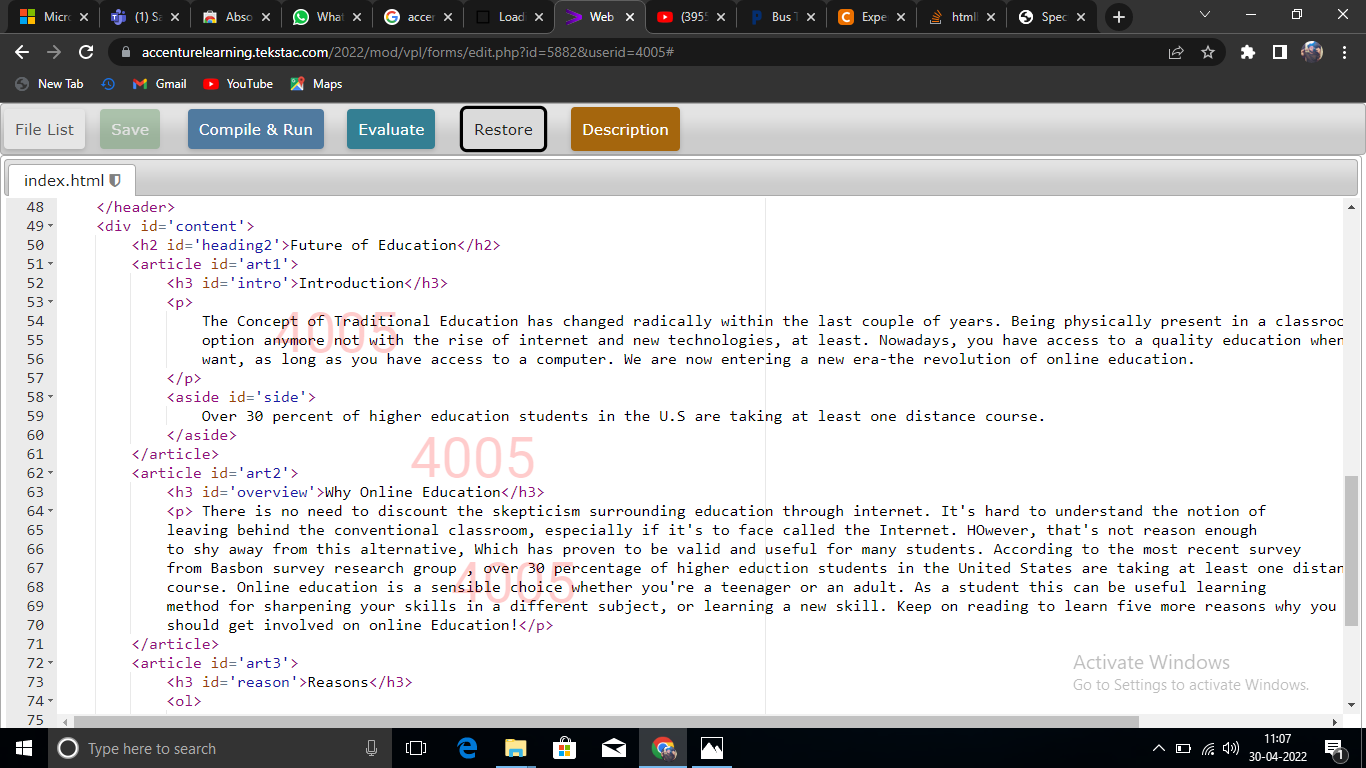 Micro
(1) Sa
Abso
What
accer
Loadi
Web
(3955
Bus T
Expe
htmll
Spec
accenturelearning.tekstac.com/2022/mod/vpl/forms/edit.php?id=5882&userid=4005#
New Tab Gmail YouTube Maps
File List Save Compile & Run Evaluate Restore Description
index.html
48 </header>
49 <div id='content'>
50 <h2 id='heading2'>Future of Education</h2>
51 <article id='art1'>
52 <h3 id='intro'>Introduction</h3>
53 <p>
54 The Concept of Traditional Education has changed radically within the last couple of years. Being physically present in a classroo
55 option anymore not with the rise of internet and new technologies, at least. Nowadays, you have access to a quality education when
56 want, as long as you have access to a computer. We are now entering a new era-the revolution of online education.
57 </p>
58 <aside id='side'>
59 Over 30 percent of higher education students in the U.S are taking at least one distance course.
60 </aside>
61 </article>
62 <article id='art2'>
63 <h3 id='overview'>Why Online Education</h3>
64 <p> There is no need to discount the skepticism surrounding education through internet. It's hard to understand the notion of
65 leaving behind the conventional classroom, especially if it's to face called the Internet. HOwever, that's not reason enough
66 to shy away from this alternative, Which has proven to be valid and useful for many students. According to the most recent survey
67 from Basbon survey research group , over 30 percentage of higher eduction students in the United States are taking at least one distan
68 course. Online education is a sensible choice whether you're a teenager or an adult. As a student this can be useful learning
69 method for sharpening your skills in a different subject, or learning a new skill. Keep on reading to learn five more reasons why you
70 should get involved on online Education!</p>
71 </article>
72 <article id='art3'>
73 <h3 id='reason'>Reasons</h3>
74 <ol>
75
4005
4005
4005
Activate Windows
Go to Settings to activate Windows.
Type here to search
11:07
30-04-2022
1